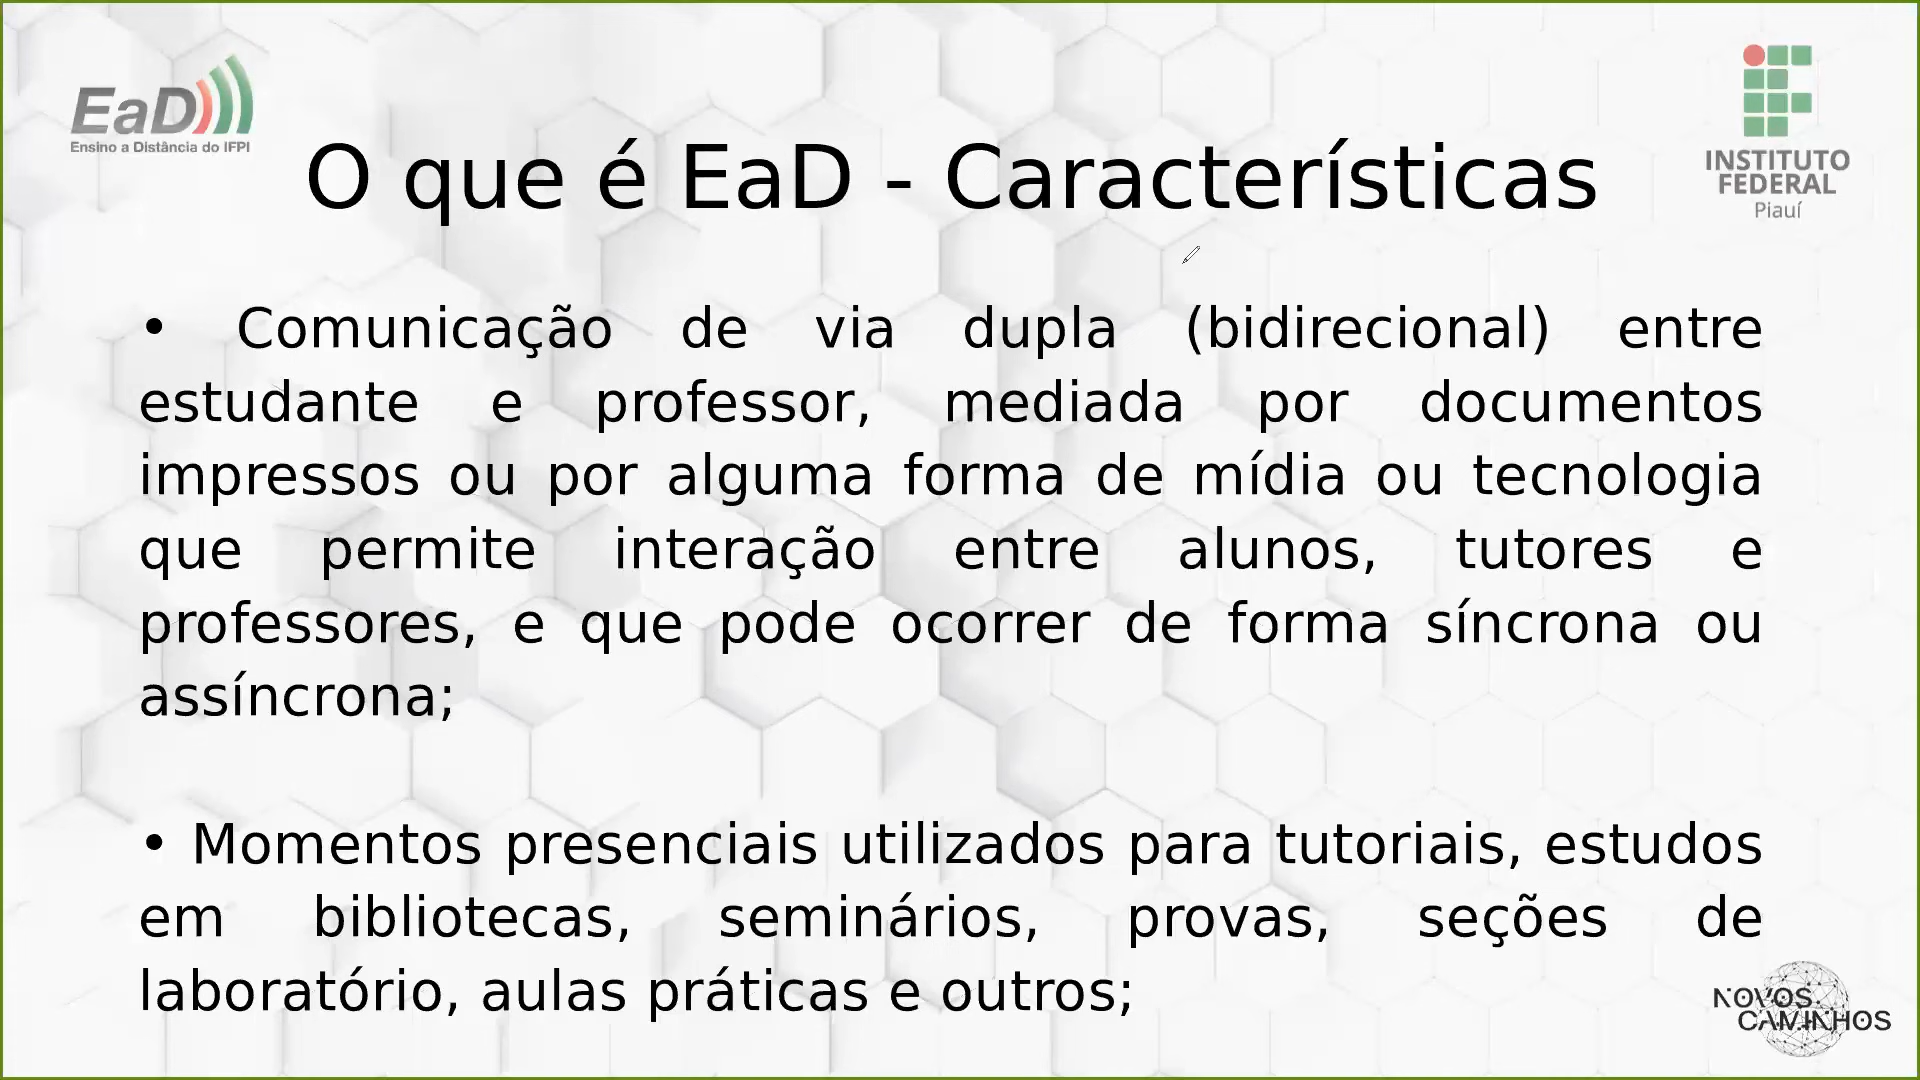 EaD
Ensino a Distância do IFPI
INSTITUTO
FEDERAL
Piauí
O que é EaD - Características
• Comunicação de via dupla (bidirecional) entre
estudante e professor, mediada por documentos
impressos ou por alguma forma de mídia ou tecnologia
que permite interação entre alunos, tutores e
professores, e que pode ocorrer de forma síncrona ou
assíncrona;
• Momentos presenciais utilizados para tutoriais, estudos
em bibliotecas, seminários, provas, seções de
laboratório, aulas práticas e outros;
NOVOS
CAMINHOS